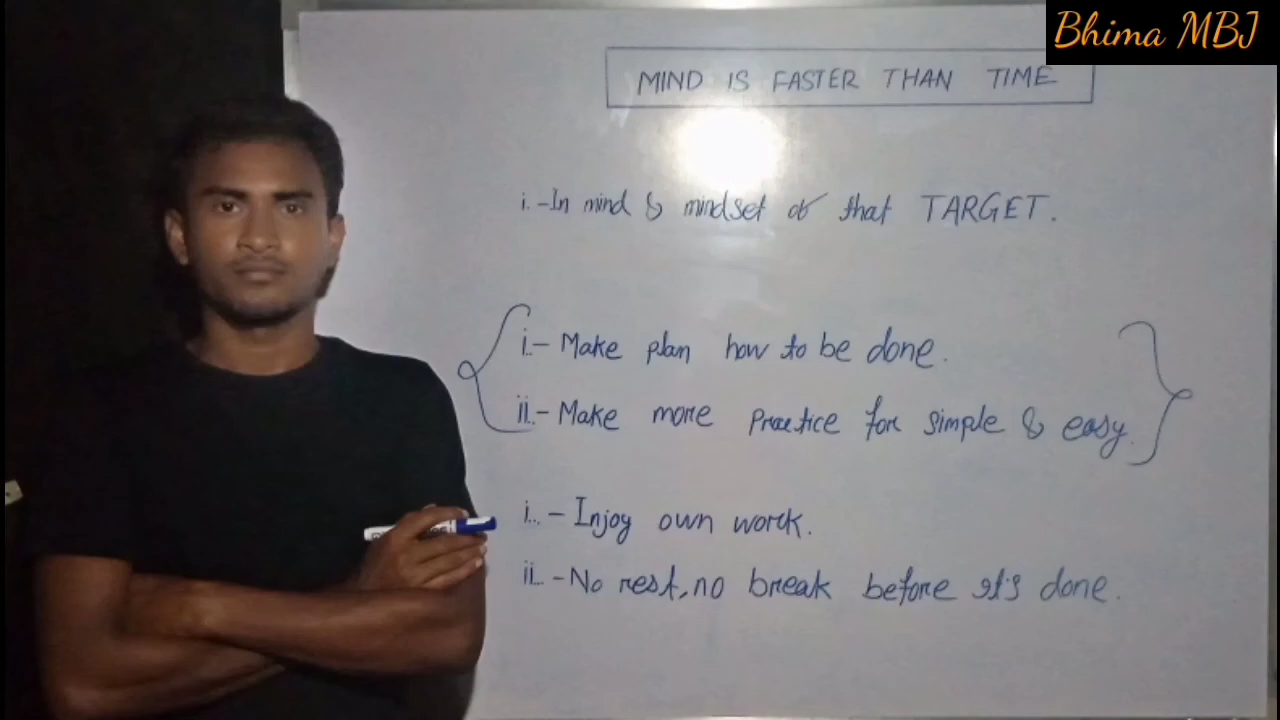 Bhima MBJ
MIND IS FASTER THAN TIME
i. - In mind & mindset of that TARGET.
i.. - Make plan how to be done.
ii.. - Make more Practice for simple & easy.
i... - Injoy own work.
ii... - No rest, no break before It's done.